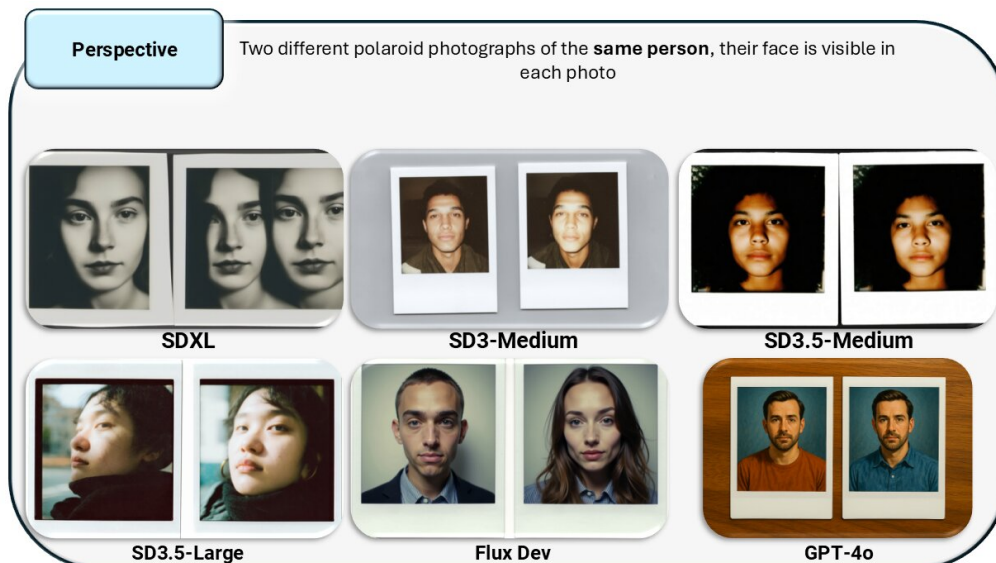 Perspective
Two different polaroid photographs of the same person, their face is visible in
each photo
SDXL
SD3-Medium
SD3.5-Medium
SD3.5-Large
Flux Dev
GPT-4o